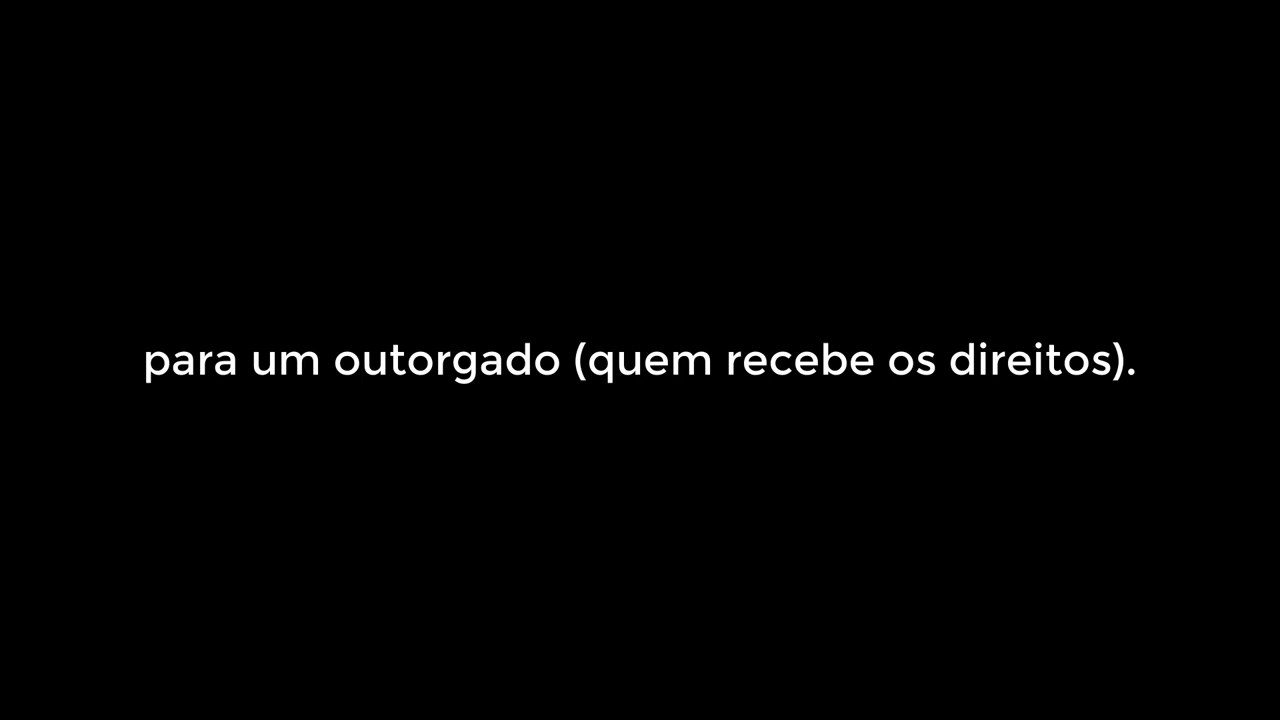 para um outorgado (quem recebe os direitos).